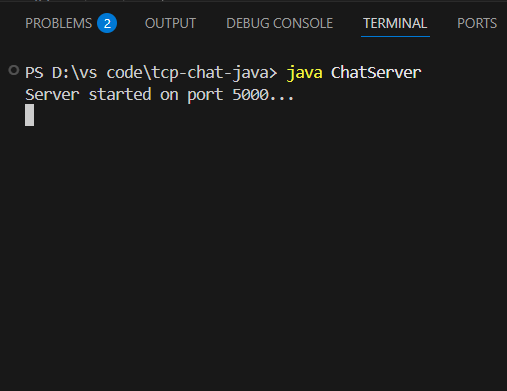 PROBLEMS 2 OUTPUT DEBUG CONSOLE TERMINAL PORTS
PS D:\vs code\tcp-chat-java> java ChatServer
Server started on port 5000...